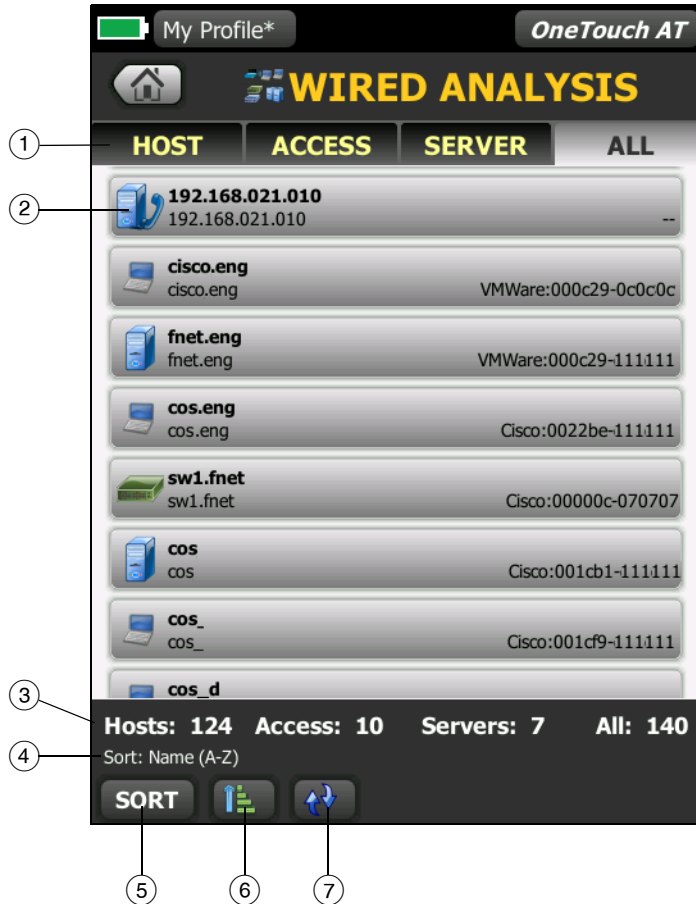 My Profile*
OneTouch AT
WIRED ANALYSIS
1
HOST ACCESS SERVER ALL
2
192.168.021.010
192.168.021.010 --
cisco.eng
cisco.eng VMWare:000c29-0c0c0c
fnet.eng
fnet.eng VMWare:000c29-111111
cos.eng
cos.eng Cisco:0022be-111111
sw1.fnet
sw1.fnet Cisco:00000c-070707
cos
cos Cisco:001cb1-111111
cos_
cos_ Cisco:001cf9-111111
cos_d
3
Hosts: 124 Access: 10 Servers: 7 All: 140
4
Sort: Name (A-Z)
SORT
5 6 7